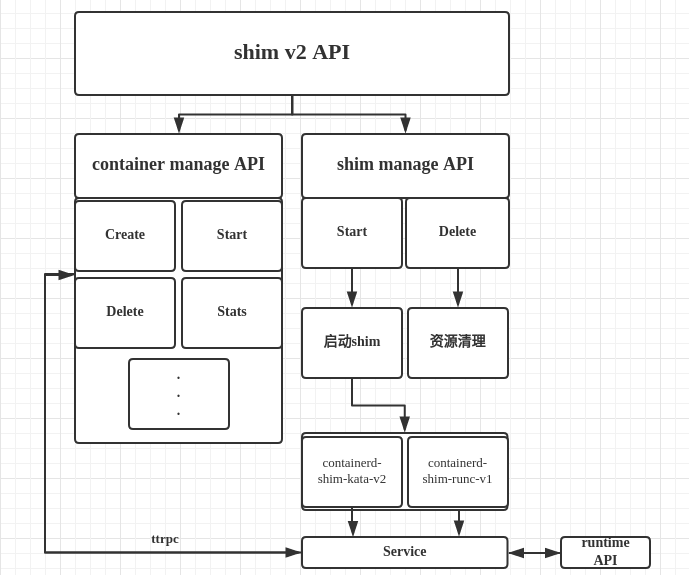 shim v2 API
container manage API
shim manage API
Create
Start
Start
Delete
Delete
Stats
.
.
.
启动shim
资源清理
containerd-
shim-kata-v2
containerd-
shim-runc-v1
ttrpc
Service
runtime
API